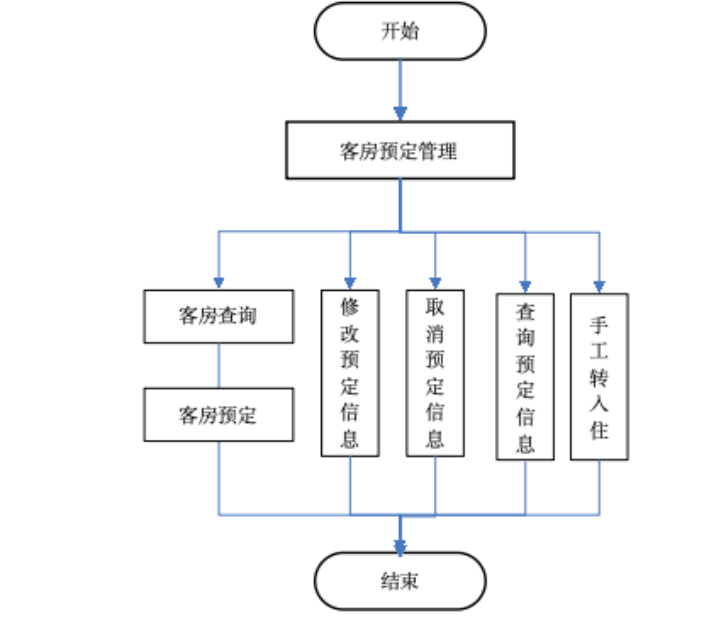 开始
客房预定管理
客房查询
客房预定
修改预定信息
取消预定信息
查询预定信息
手工转入住
结束